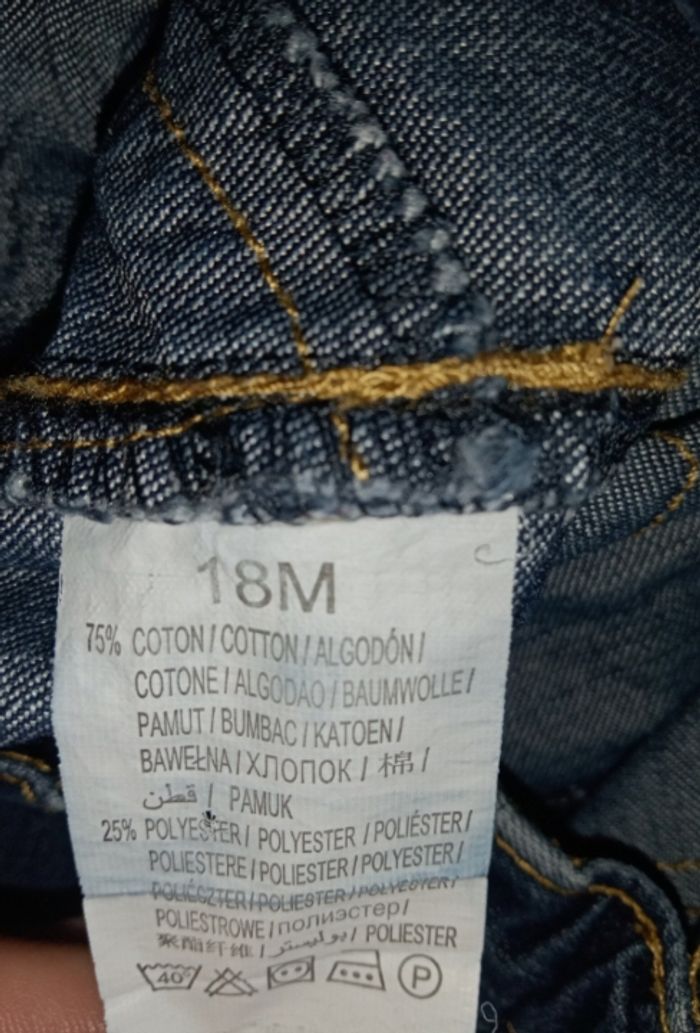 18M
75% COTON / COTTON / ALGODÓN /
COTONE / ALGODAO / BAUMWOLLE /
PAMUT / BUMBAC / KATOEN /
BAWEŁNA / ХЛОПОК / 棉 /
قطن / PAMUK
25% POLYESTER / POLYESTER / POLIÉSTER /
POLIESTERE / POLIESTER / POLYESTER /
POLIÉSZTER / POLIESTER / POLYESTER /
POLIESTROWE / полиэстер /
聚酯纤维 / بوليستر / POLIESTER
40° P